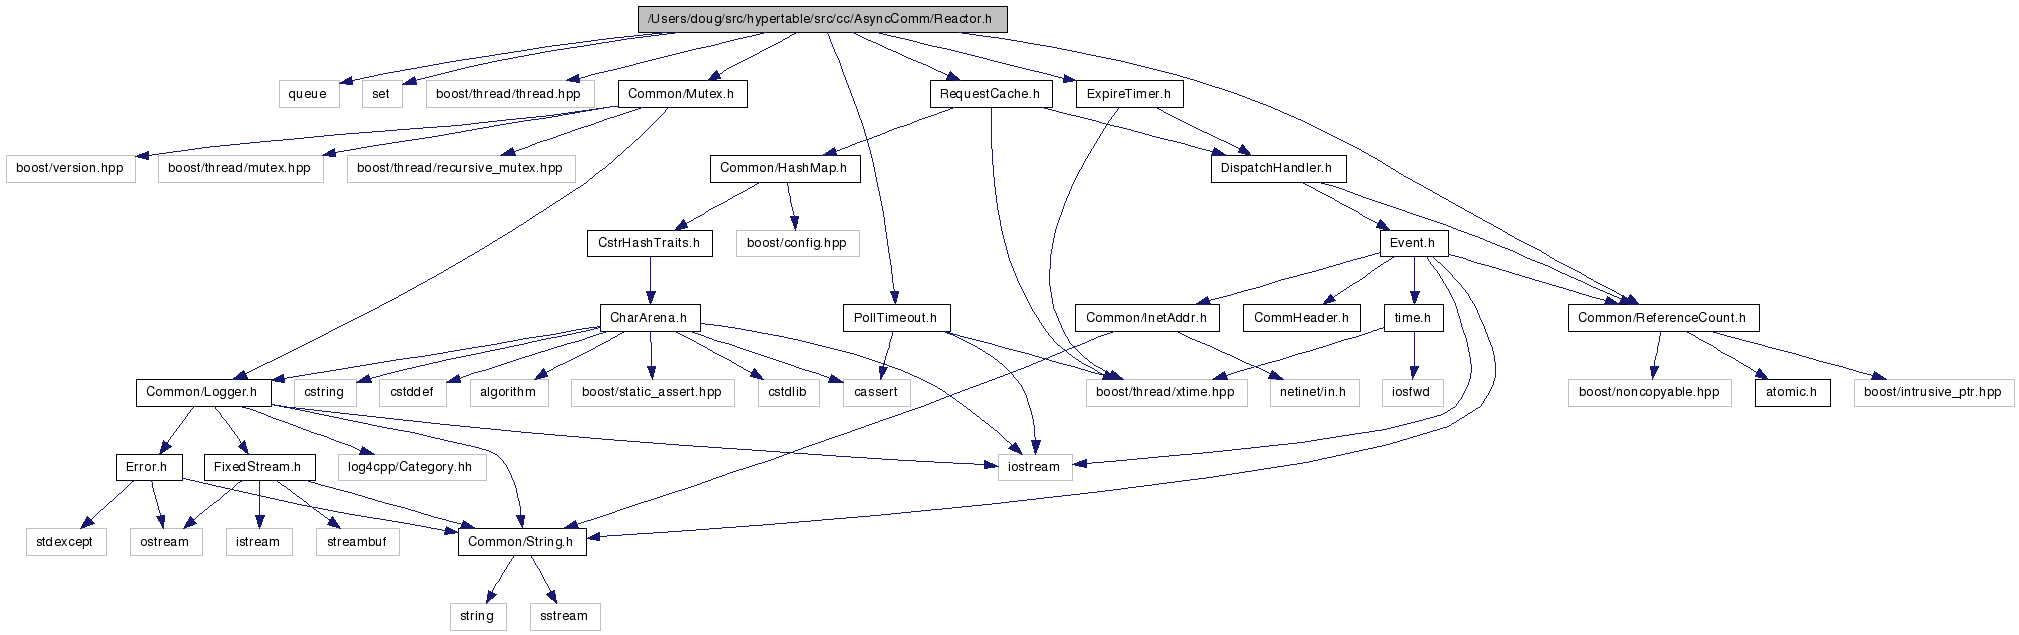 /Users/doug/src/hypertable/src/cc/AsyncComm/Reactor.h
queue
set
boost/thread/thread.hpp
Common/Mutex.h
RequestCache.h
ExpireTimer.h
boost/version.hpp
boost/thread/mutex.hpp
boost/thread/recursive_mutex.hpp
Common/HashMap.h
DispatchHandler.h
CstrHashTraits.h
boost/config.hpp
Event.h
CharArena.h
PollTimeout.h
Common/InetAddr.h
CommHeader.h
time.h
Common/ReferenceCount.h
Common/Logger.h
cstring
cstddef
algorithm
boost/static_assert.hpp
cstdlib
cassert
boost/thread/xtime.hpp
netinet/in.h
iosfwd
boost/noncopyable.hpp
atomic.h
boost/intrusive_ptr.hpp
Error.h
FixedStream.h
log4cpp/Category.hh
iostream
stdexcept
ostream
istream
streambuf
Common/String.h
string
sstream